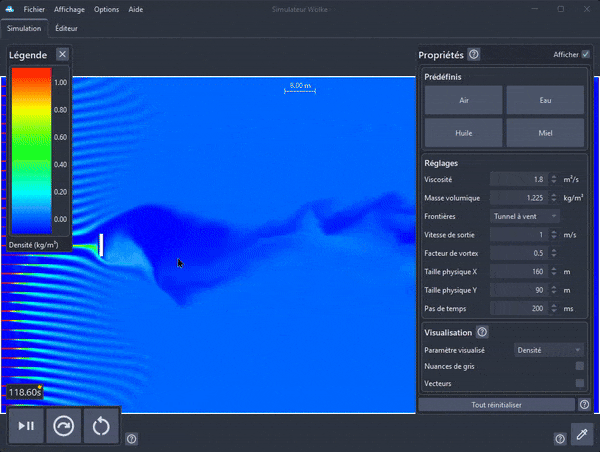 Fichier Affichage Options Aide Simulateur Wolke
Simulation Éditeur
Légende
1.00
0.80
0.60
0.40
0.20
0.00
Densité (kg/m³)
8.00 m
118.60s
Propriétés Afficher
Prédéfinis
Air Eau
Huile Miel
Réglages
Viscosité 1.8 m²/s
Masse volumique 1.225 kg/m³
Frontières Tunnel à vent
Vitesse de sortie 1 m/s
Facteur de vortex 0.5
Taille physique X 160 m
Taille physique Y 90 m
Pas de temps 200 ms
Visualisation
Paramètre visualisé Densité
Nuances de gris
Vecteurs
Tout réinitialiser